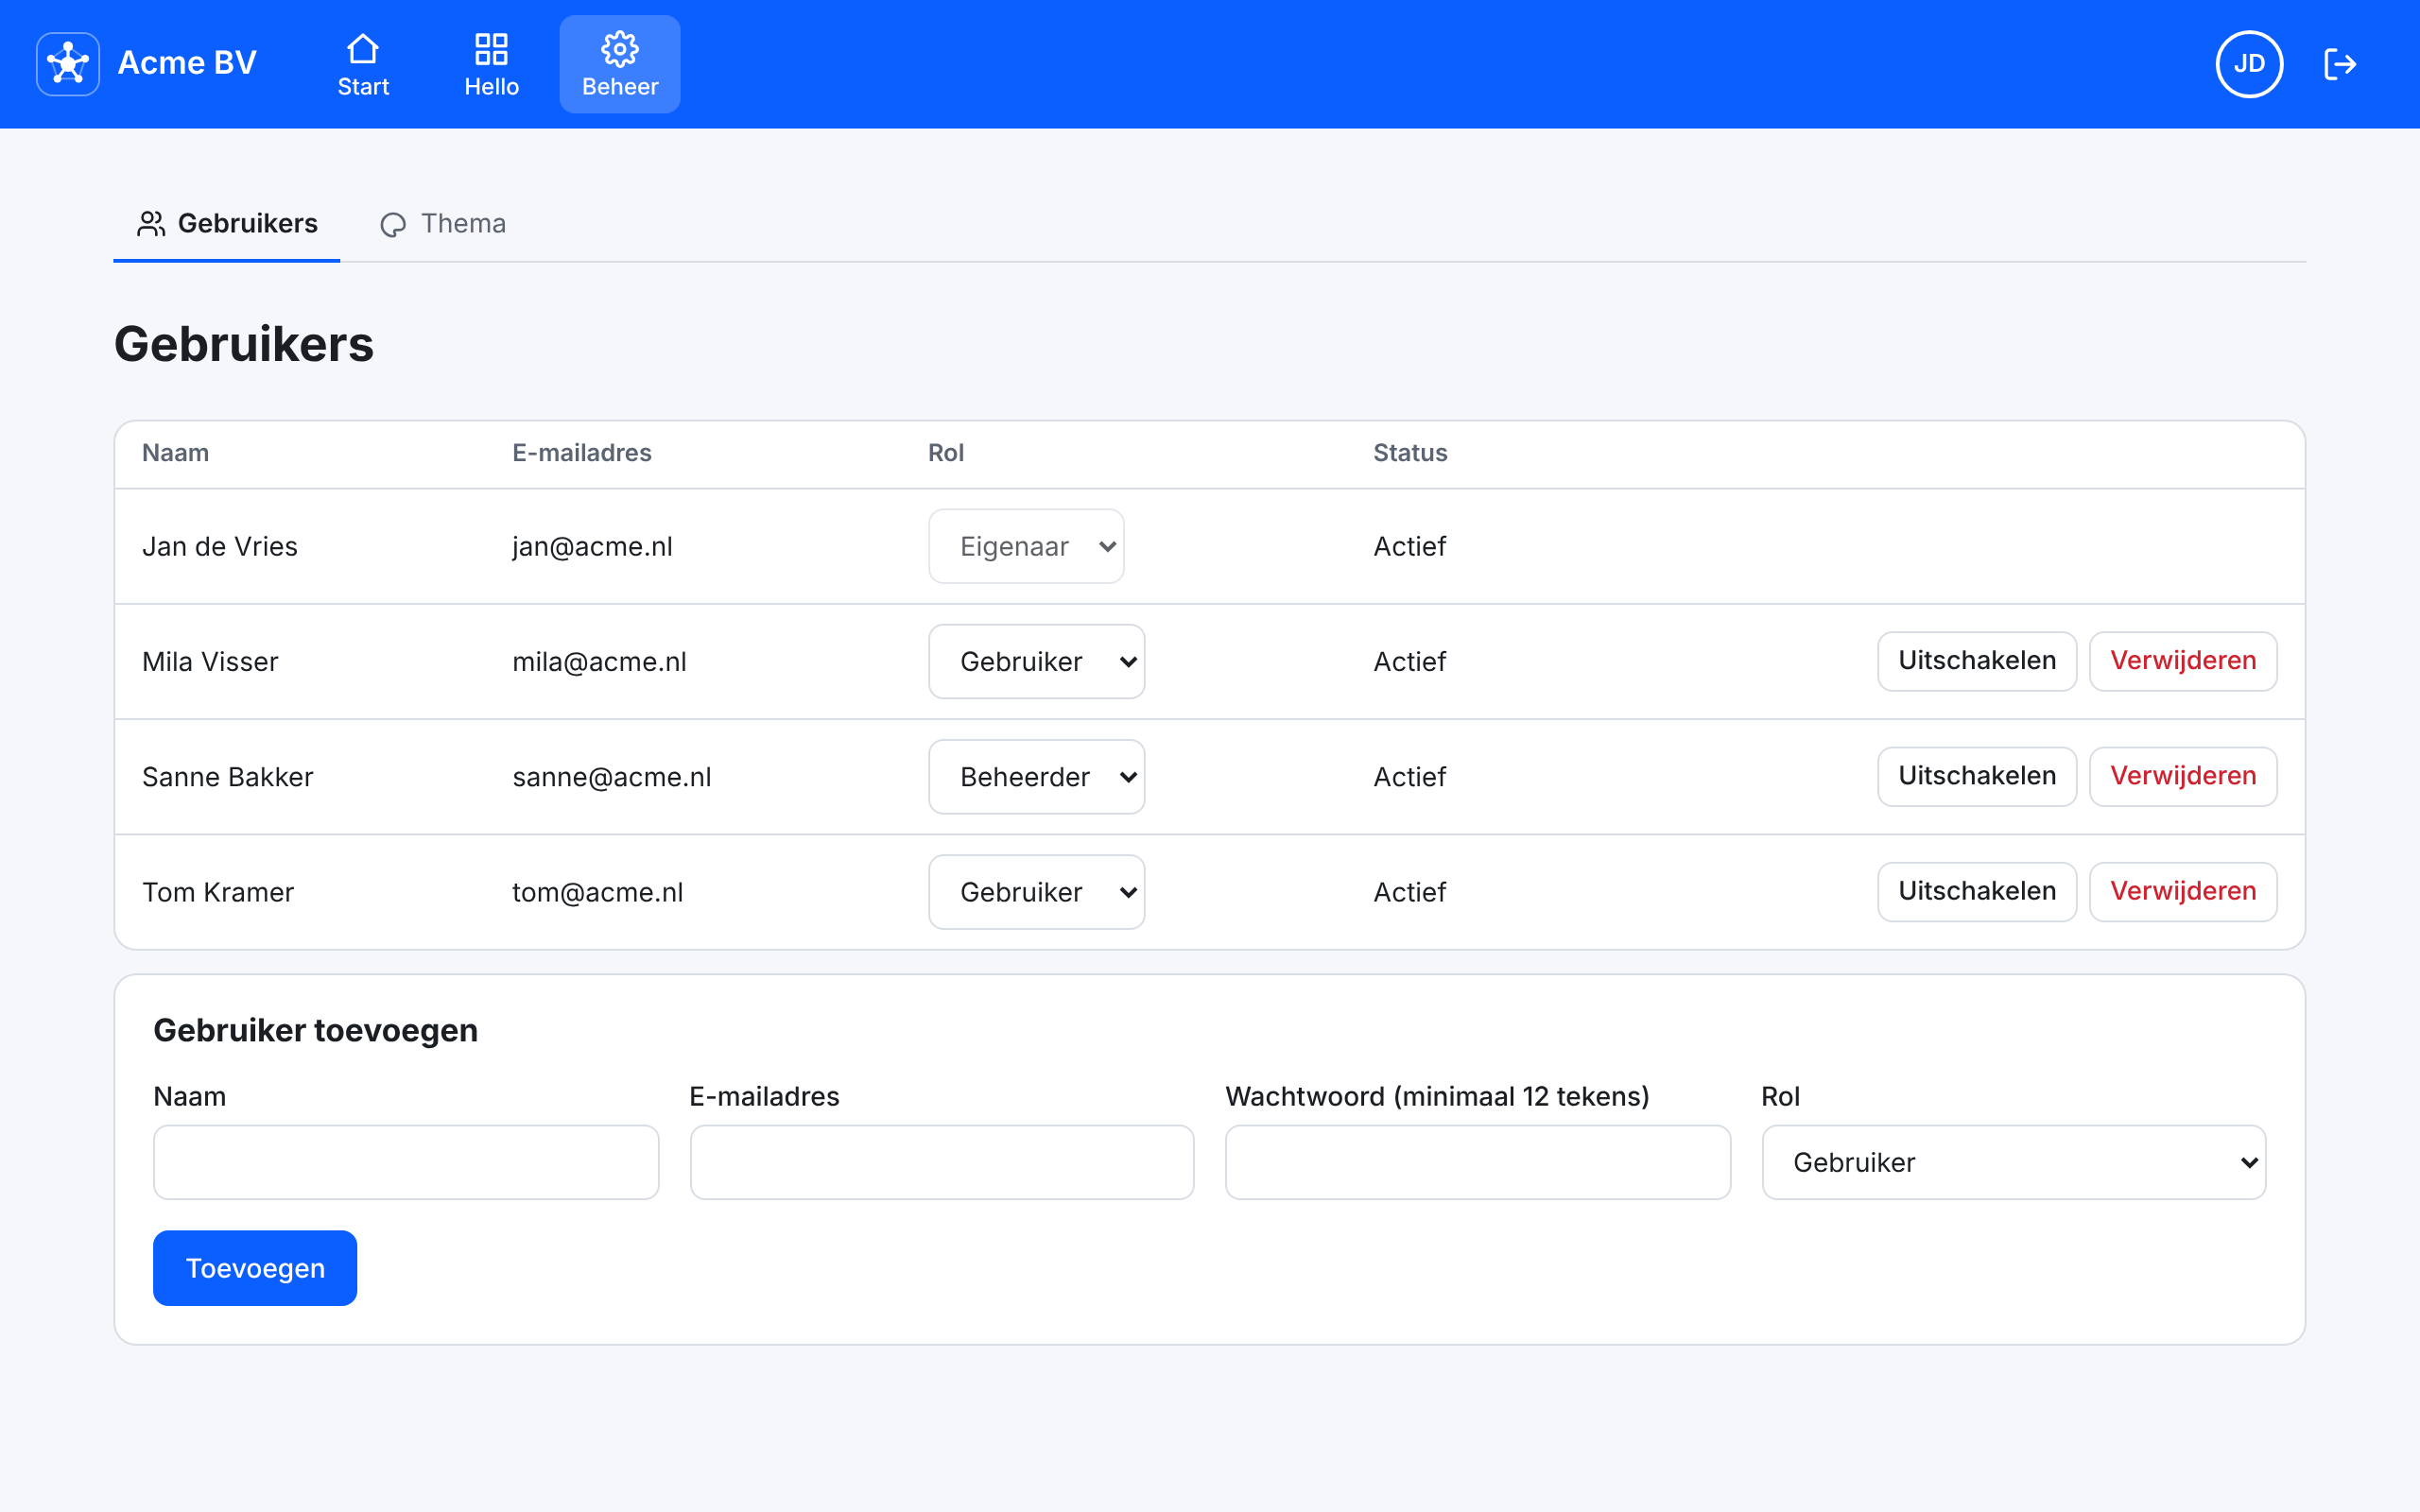 Acme BV
Start
Hello
Beheer
JD
Gebruikers
Thema
Gebruikers
Naam E-mailadres Rol Status
Jan de Vries jan@acme.nl Eigenaar Actief
Mila Visser mila@acme.nl Gebruiker Actief Uitschakelen Verwijderen
Sanne Bakker sanne@acme.nl Beheerder Actief Uitschakelen Verwijderen
Tom Kramer tom@acme.nl Gebruiker Actief Uitschakelen Verwijderen
Gebruiker toevoegen
Naam E-mailadres Wachtwoord (minimaal 12 tekens) Rol
Gebruiker
Toevoegen